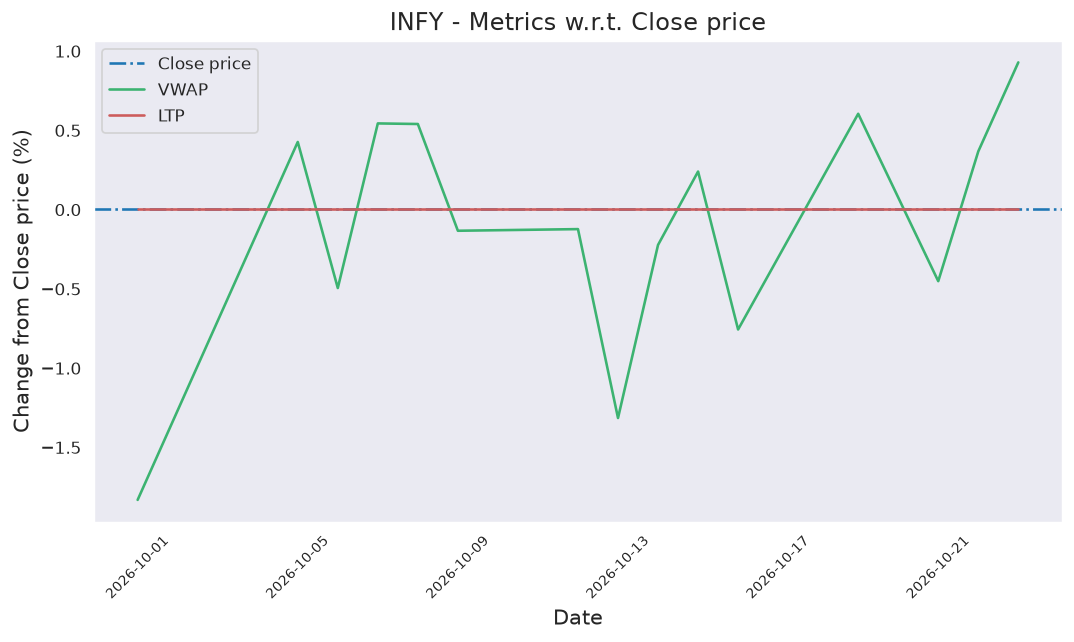 INFY - Metrics w.r.t. Close price
Close price
VWAP
LTP
Change from Close price (%)
1.0
0.5
0.0
−0.5
−1.0
−1.5
2026-10-01
2026-10-05
2026-10-09
2026-10-13
2026-10-17
2026-10-21
Date